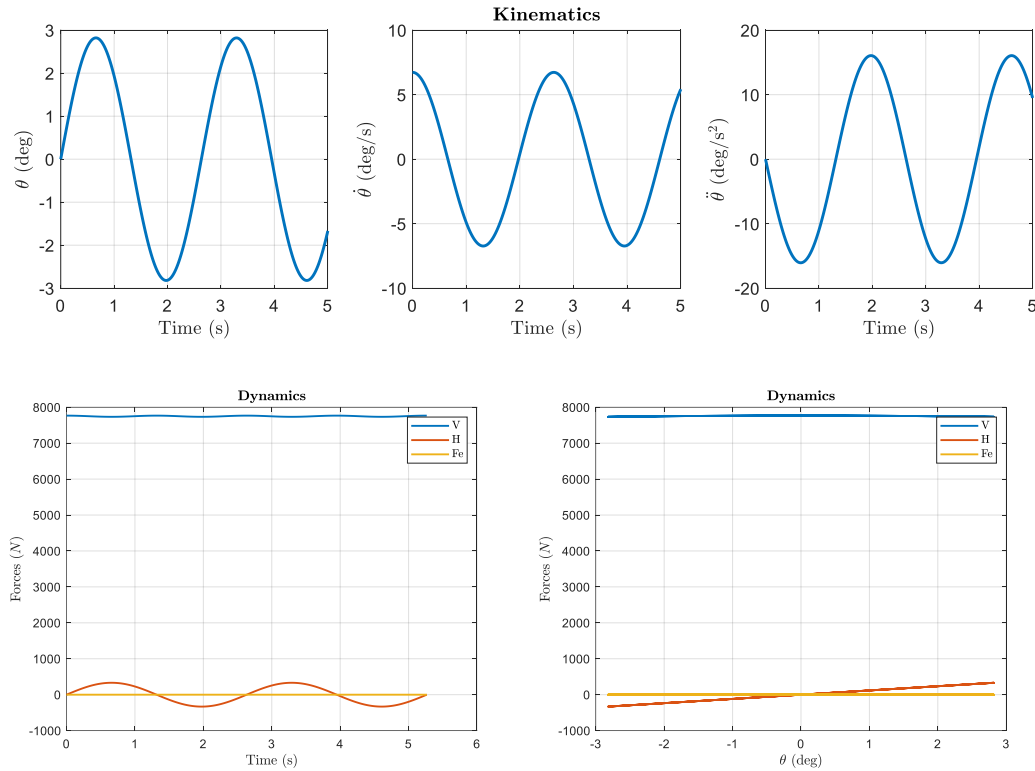 Kinematics
3
2
1
0
-1
-2
-3
0 1 2 3 4 5
θ (deg)
Time (s)
10
5
0
-5
-10
0 1 2 3 4 5
θ̇ (deg/s)
Time (s)
20
10
0
-10
-20
0 1 2 3 4 5
θ̈ (deg/s²)
Time (s)
Dynamics
8000
7000
6000
5000
4000
3000
2000
1000
0
-1000
0 1 2 3 4 5 6
Forces (N)
Time (s)
V
H
Fe
Dynamics
8000
7000
6000
5000
4000
3000
2000
1000
0
-1000
-3 -2 -1 0 1 2 3
Forces (N)
θ (deg)
V
H
Fe